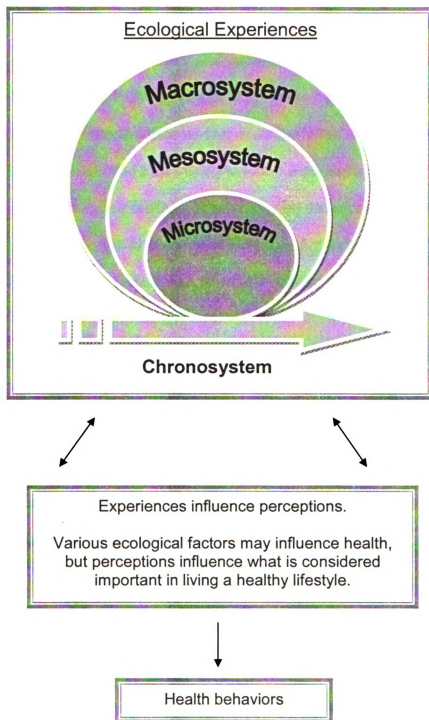 Ecological Experiences
Macrosystem
Mesosystem
Microsystem
Chronosystem
Experiences influence perceptions.
Various ecological factors may influence health,
but perceptions influence what is considered
important in living a healthy lifestyle.
Health behaviors